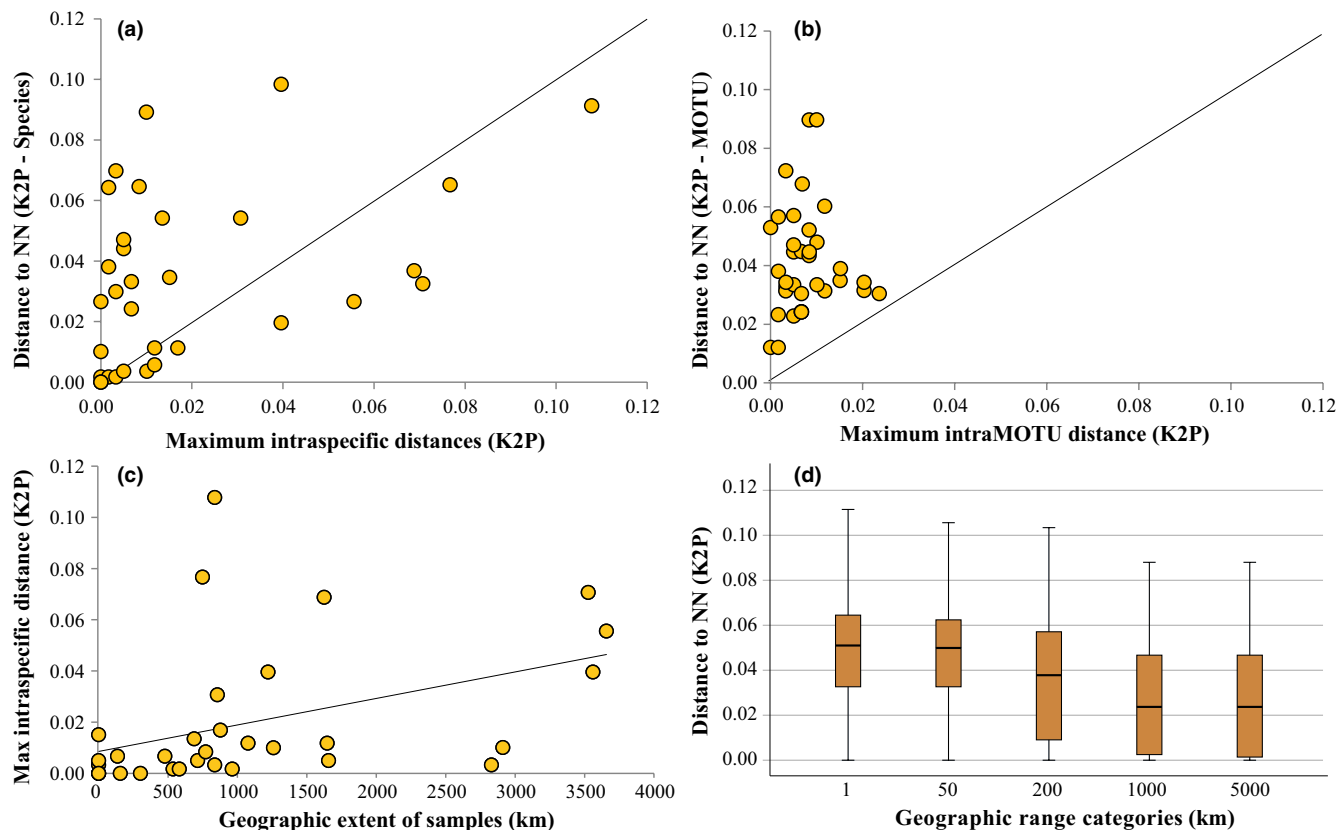 (a)
Distance to NN (K2P - Species)
0.12
0.10
0.08
0.06
0.04
0.02
0.00
0.00 0.02 0.04 0.06 0.08 0.10 0.12
Maximum intraspecific distances (K2P)
(b)
Distance to NN (K2P - MOTU)
0.12
0.10
0.08
0.06
0.04
0.02
0.00
0.00 0.02 0.04 0.06 0.08 0.10 0.12
Maximum intraMOTU distance (K2P)
(c)
Max intraspecific distance (K2P)
0.12
0.10
0.08
0.06
0.04
0.02
0.00
0 500 1000 1500 2000 2500 3000 3500 4000
Geographic extent of samples (km)
(d)
Distance to NN (K2P)
0.12
0.10
0.08
0.06
0.04
0.02
0.00
1 50 200 1000 5000
Geographic range categories (km)